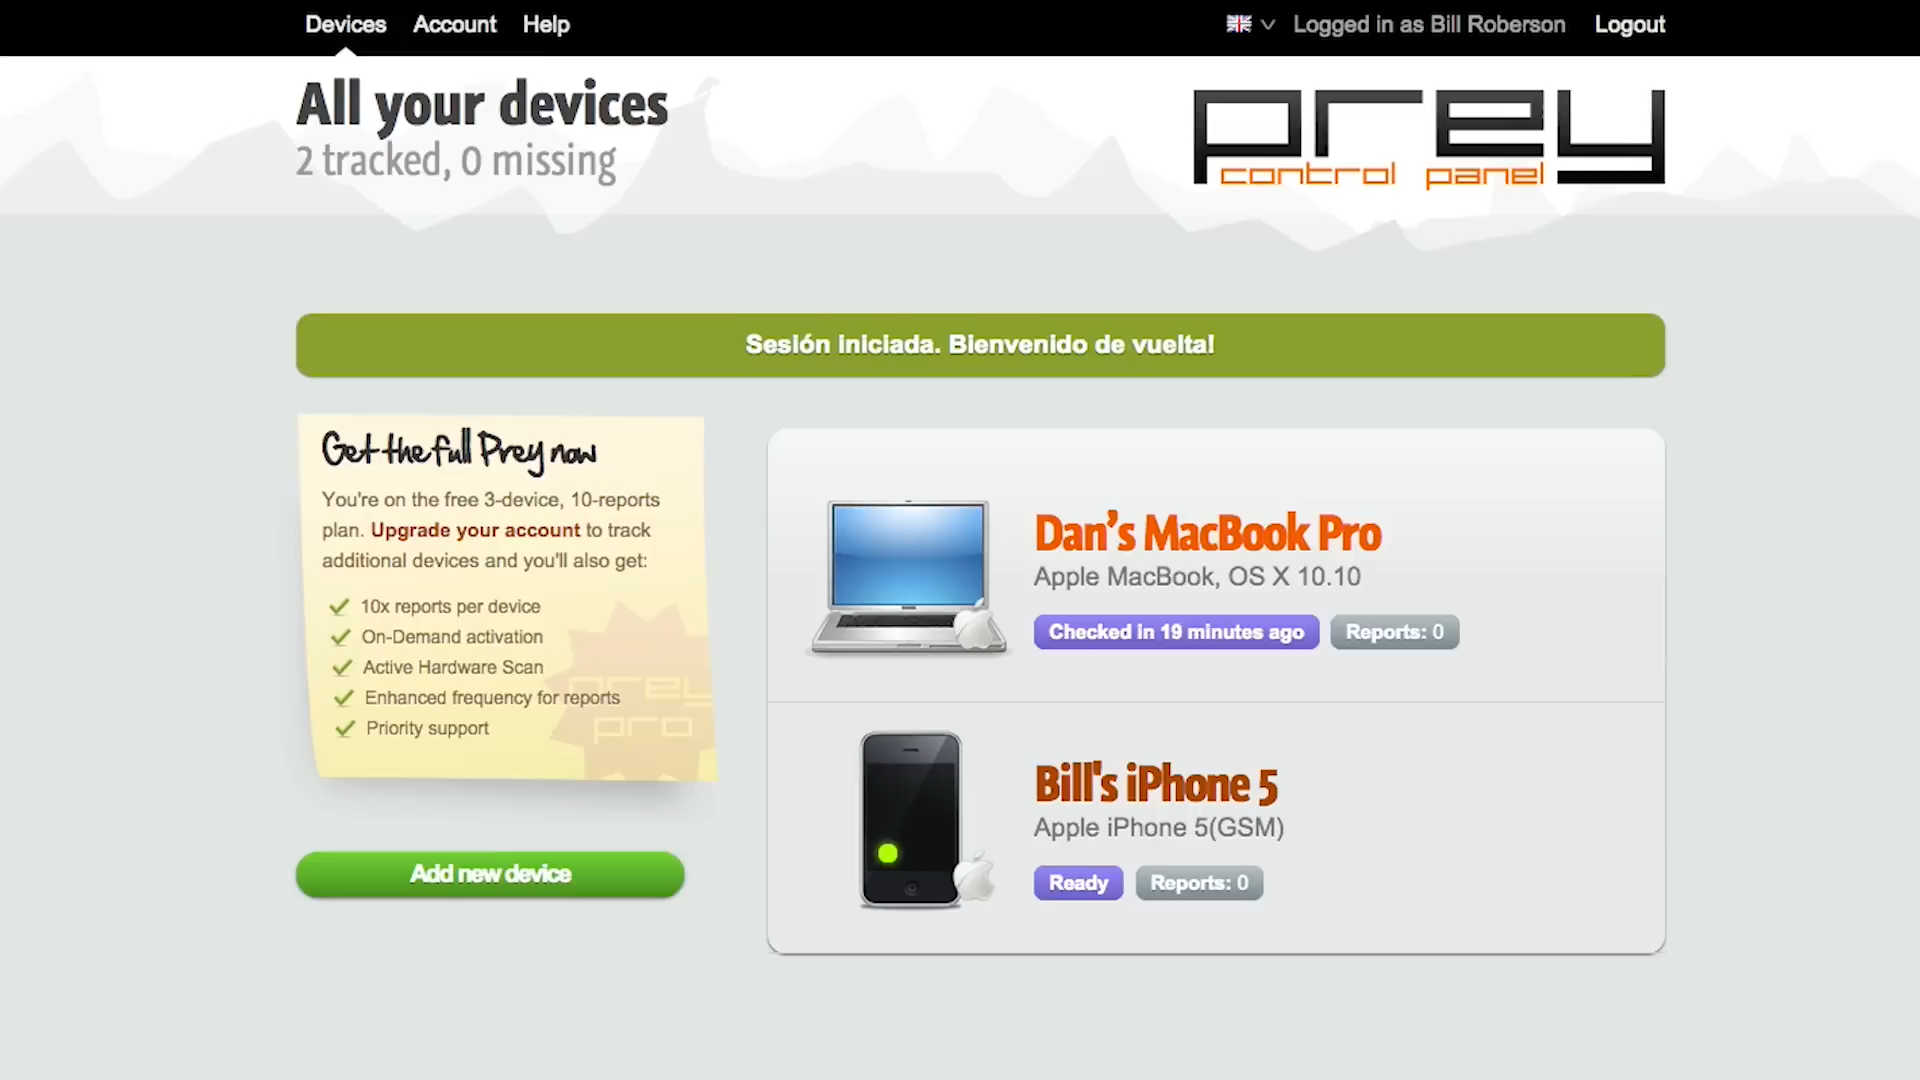 Devices Account Help
Logged in as Bill Roberson Logout
All your devices
2 tracked, 0 missing
prey
control panel
Sesión iniciada. Bienvenido de vuelta!
Get the full Prey now
You're on the free 3-device, 10-reports
plan. Upgrade your account to track
additional devices and you'll also get:
10x reports per device
On-Demand activation
Active Hardware Scan
Enhanced frequency for reports
Priority support
prey
pro
Add new device
Dan's MacBook Pro
Apple MacBook, OS X 10.10
Checked in 19 minutes ago Reports: 0
Bill's iPhone 5
Apple iPhone 5(GSM)
Ready Reports: 0